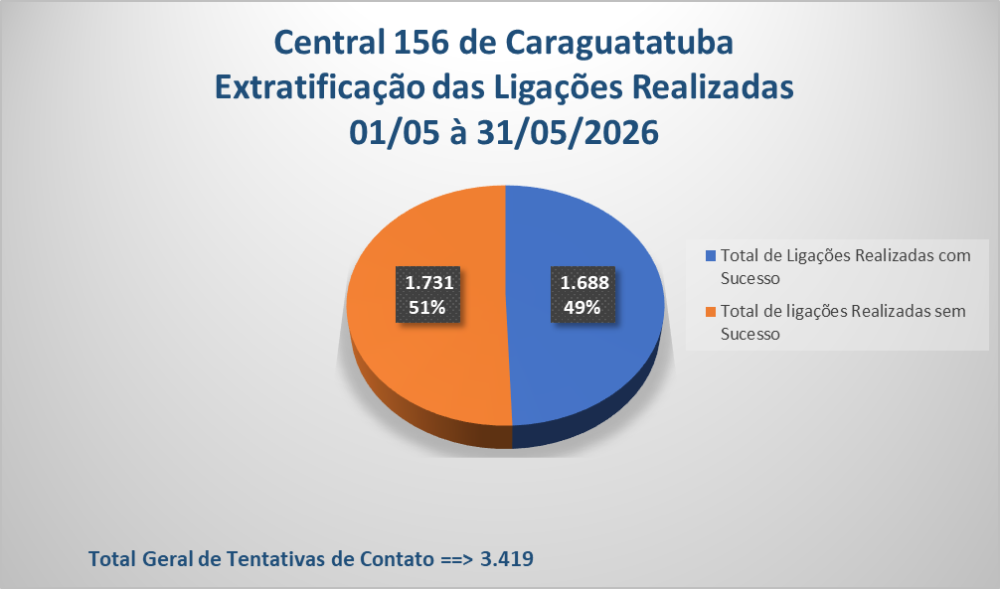 Central 156 de Caraguatatuba
Extratificação das Ligações Realizadas
01/05 à 31/05/2026
1.731
51%
1.688
49%
Total de Ligações Realizadas com
Sucesso
Total de ligações Realizadas sem
Sucesso
Total Geral de Tentativas de Contato ==> 3.419